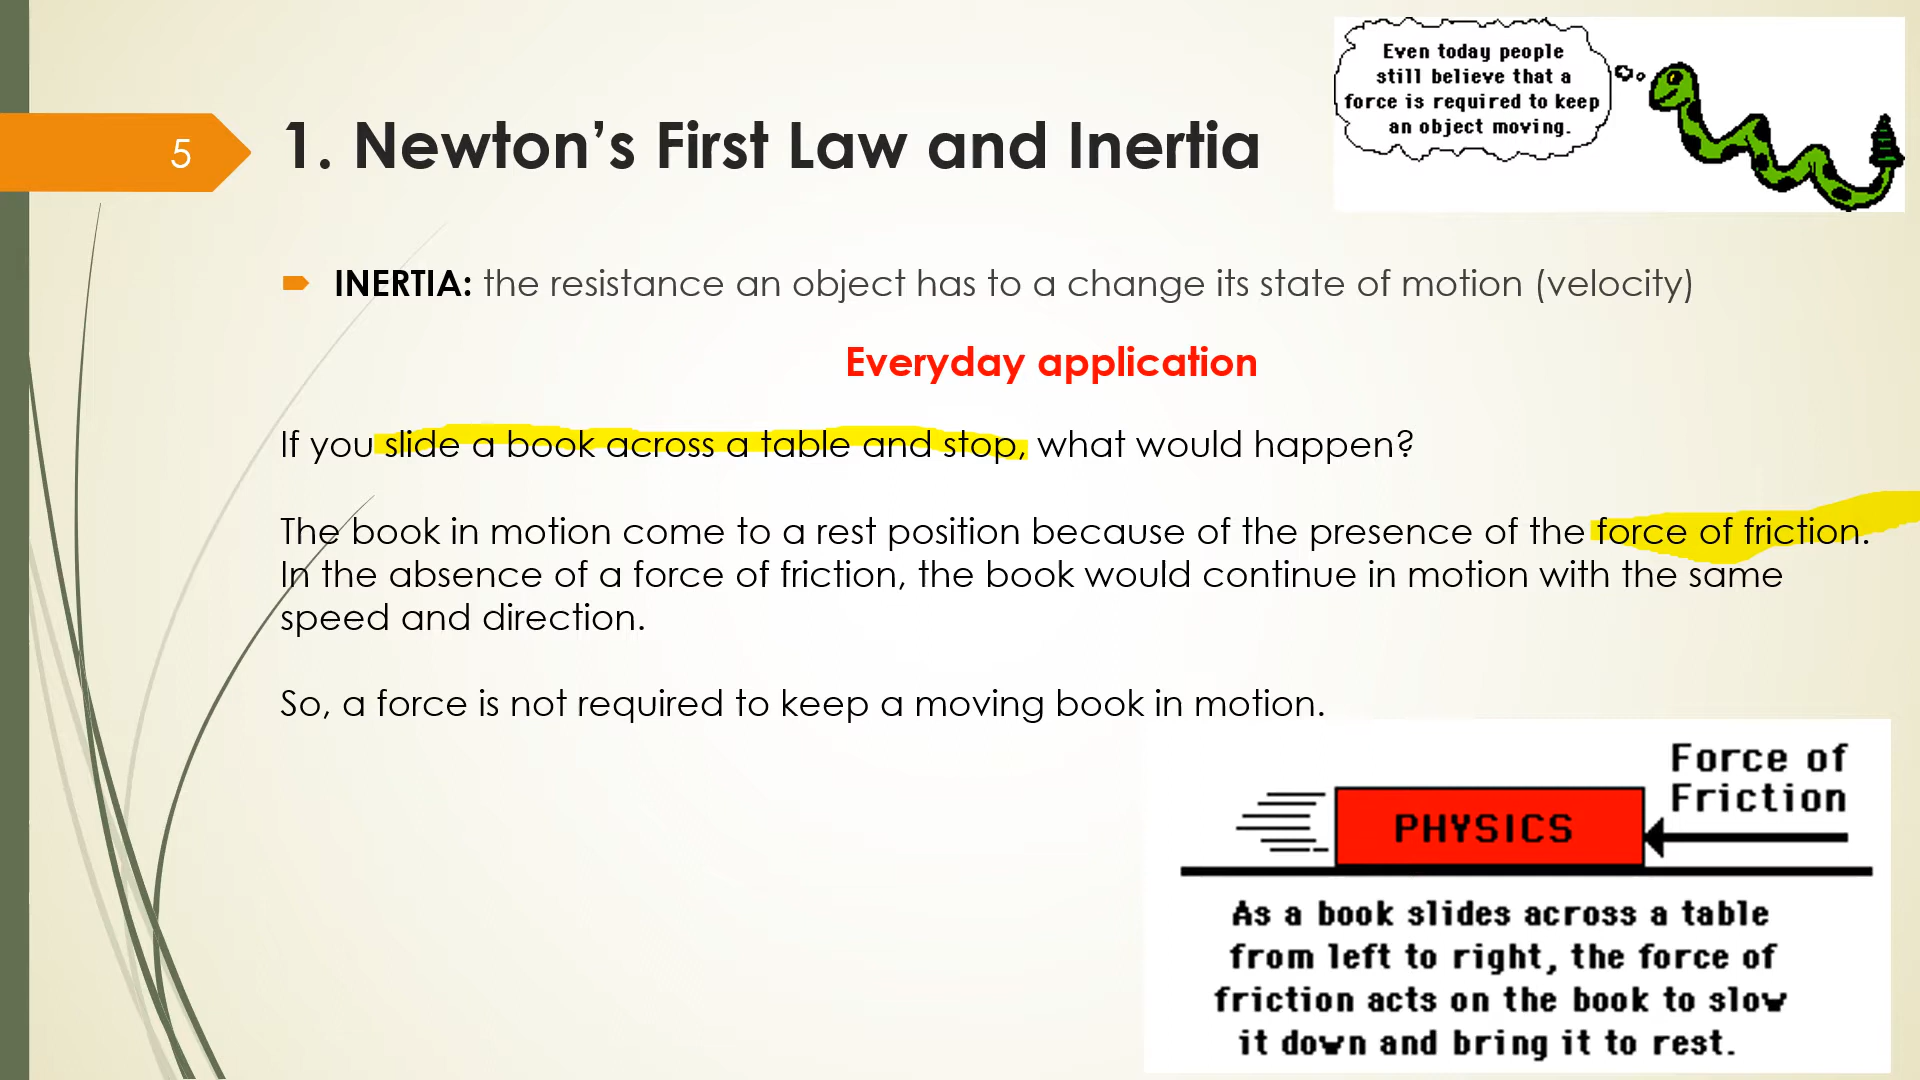 5
1. Newton’s First Law and Inertia
Even today people
still believe that a
force is required to keep
an object moving.
INERTIA: the resistance an object has to a change its state of motion (velocity)
Everyday application
If you slide a book across a table and stop, what would happen?
The book in motion come to a rest position because of the presence of the force of friction.
In the absence of a force of friction, the book would continue in motion with the same
speed and direction.
So, a force is not required to keep a moving book in motion.
Force of
Friction
PHYSICS
As a book slides across a table
from left to right, the force of
friction acts on the book to slow
it down and bring it to rest.